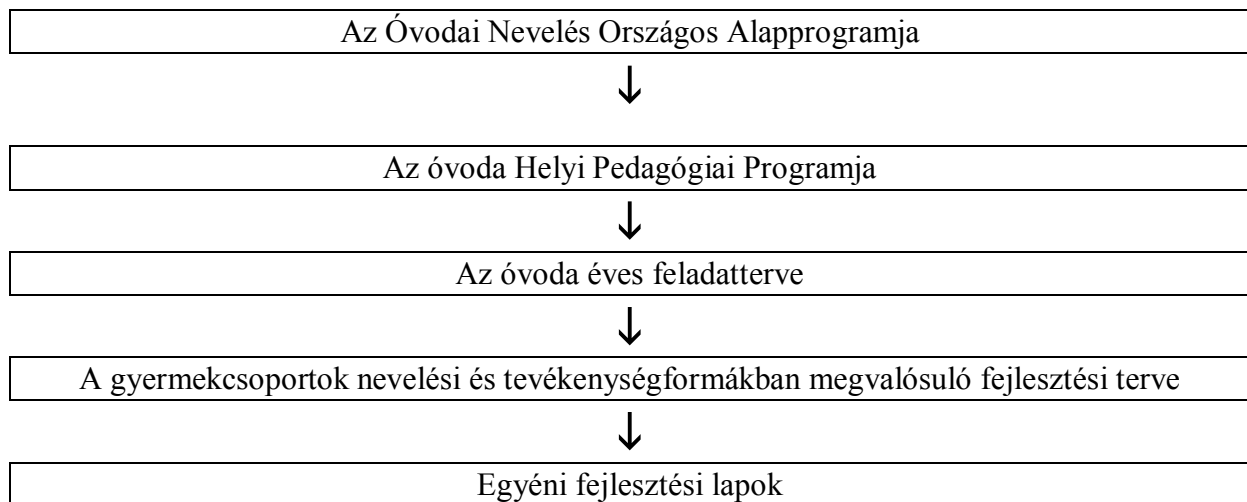 Az Óvodai Nevelés Országos Alapprogramja
↓
Az óvoda Helyi Pedagógiai Programja
↓
Az óvoda éves feladatterve
↓
A gyermekcsoportok nevelési és tevékenységformákban megvalósuló fejlesztési terve
↓
Egyéni fejlesztési lapok